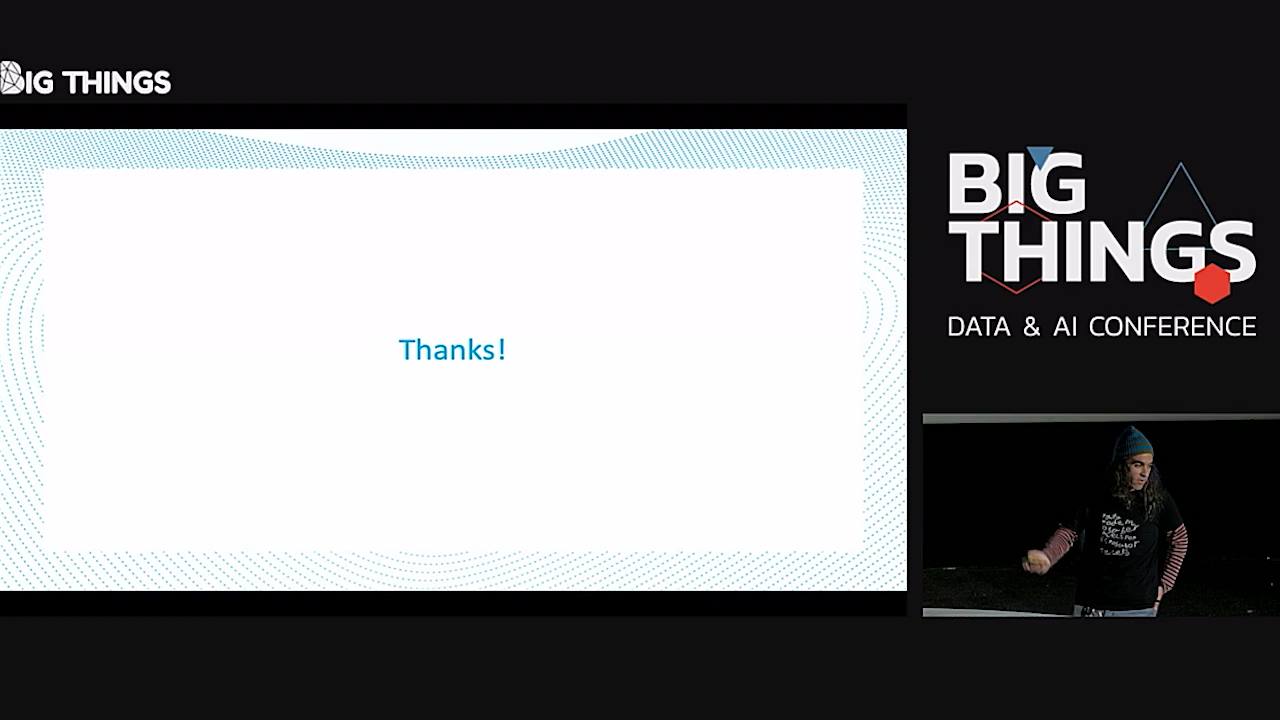 BIG THINGS
Thanks!
BIG
THINGS
DATA & AI CONFERENCE